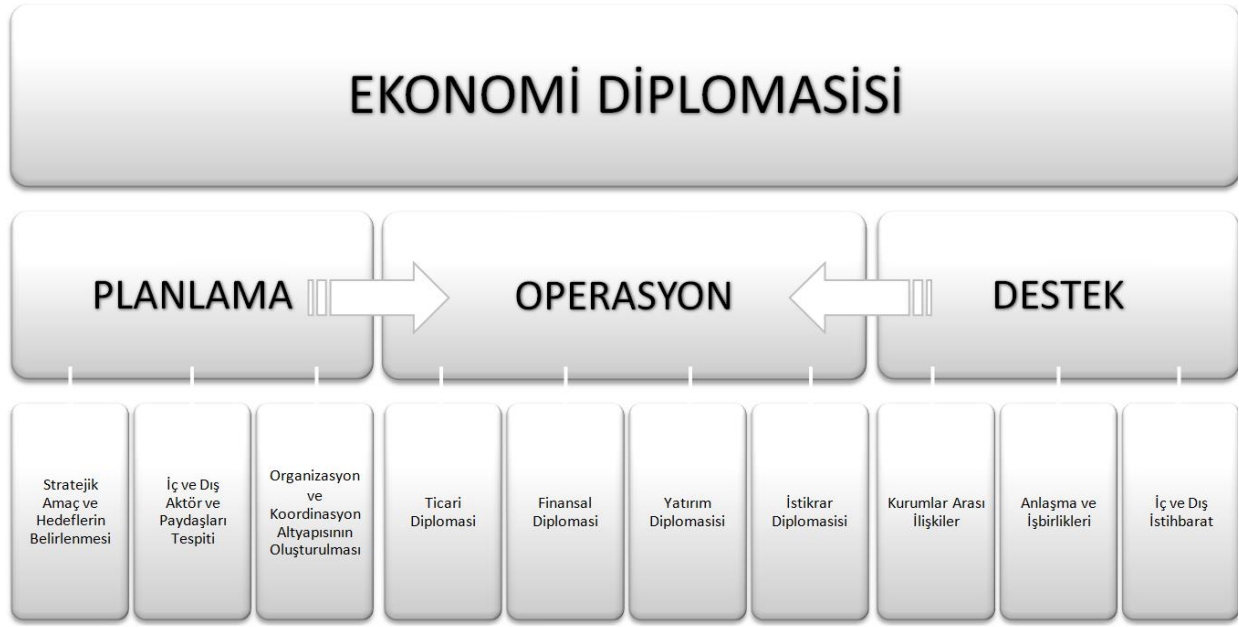 EKONOMİ DİPLOMASİSİ
PLANLAMA
OPERASYON
DESTEK
Stratejik
Amaç ve
Hedeflerin
Belirlenmesi
İç ve Dış
Aktör ve
Paydaşları
Tespiti
Organizasyon
ve
Koordinasyon
Altyapısının
Oluşturulması
Ticari
Diplomasi
Finansal
Diplomasi
Yatırım
Diplomasisi
İstikrar
Diplomasisi
Kurumlar Arası
İlişkiler
Anlaşma ve
İşbirlikleri
İç ve Dış
İstihbarat